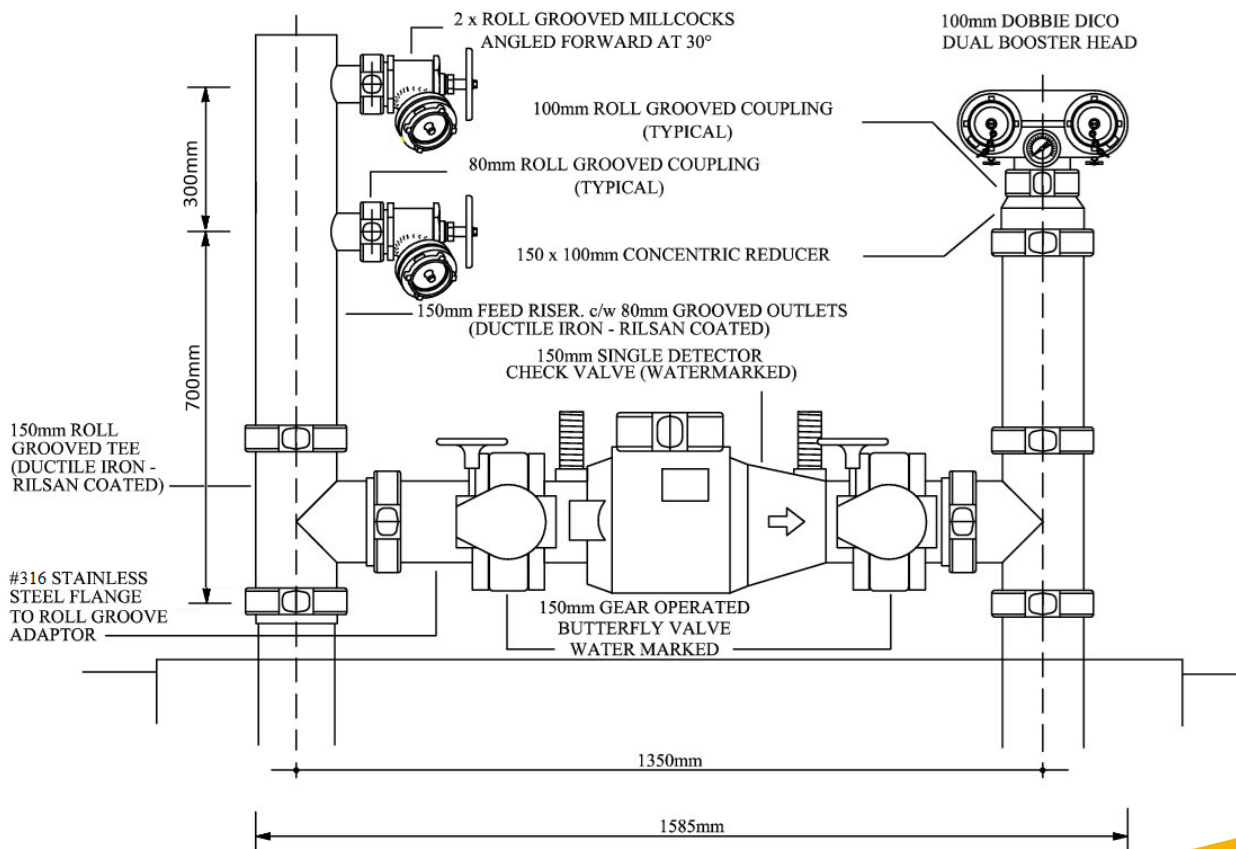 2 x ROLL GROOVED MILLCOCKS
ANGLED FORWARD AT 30°
100mm DOBBIE DICO
DUAL BOOSTER HEAD
100mm ROLL GROOVED COUPLING
(TYPICAL)
300mm
80mm ROLL GROOVED COUPLING
(TYPICAL)
150 x 100mm CONCENTRIC REDUCER
150mm FEED RISER. c/w 80mm GROOVED OUTLETS
(DUCTILE IRON - RILSAN COATED)
700mm
150mm SINGLE DETECTOR
CHECK VALVE (WATERMARKED)
150mm ROLL
GROOVED TEE
(DUCTILE IRON -
RILSAN COATED)
#316 STAINLESS
STEEL FLANGE
TO ROLL GROOVE
ADAPTOR
150mm GEAR OPERATED
BUTTERFLY VALVE
WATER MARKED
1350mm
1585mm